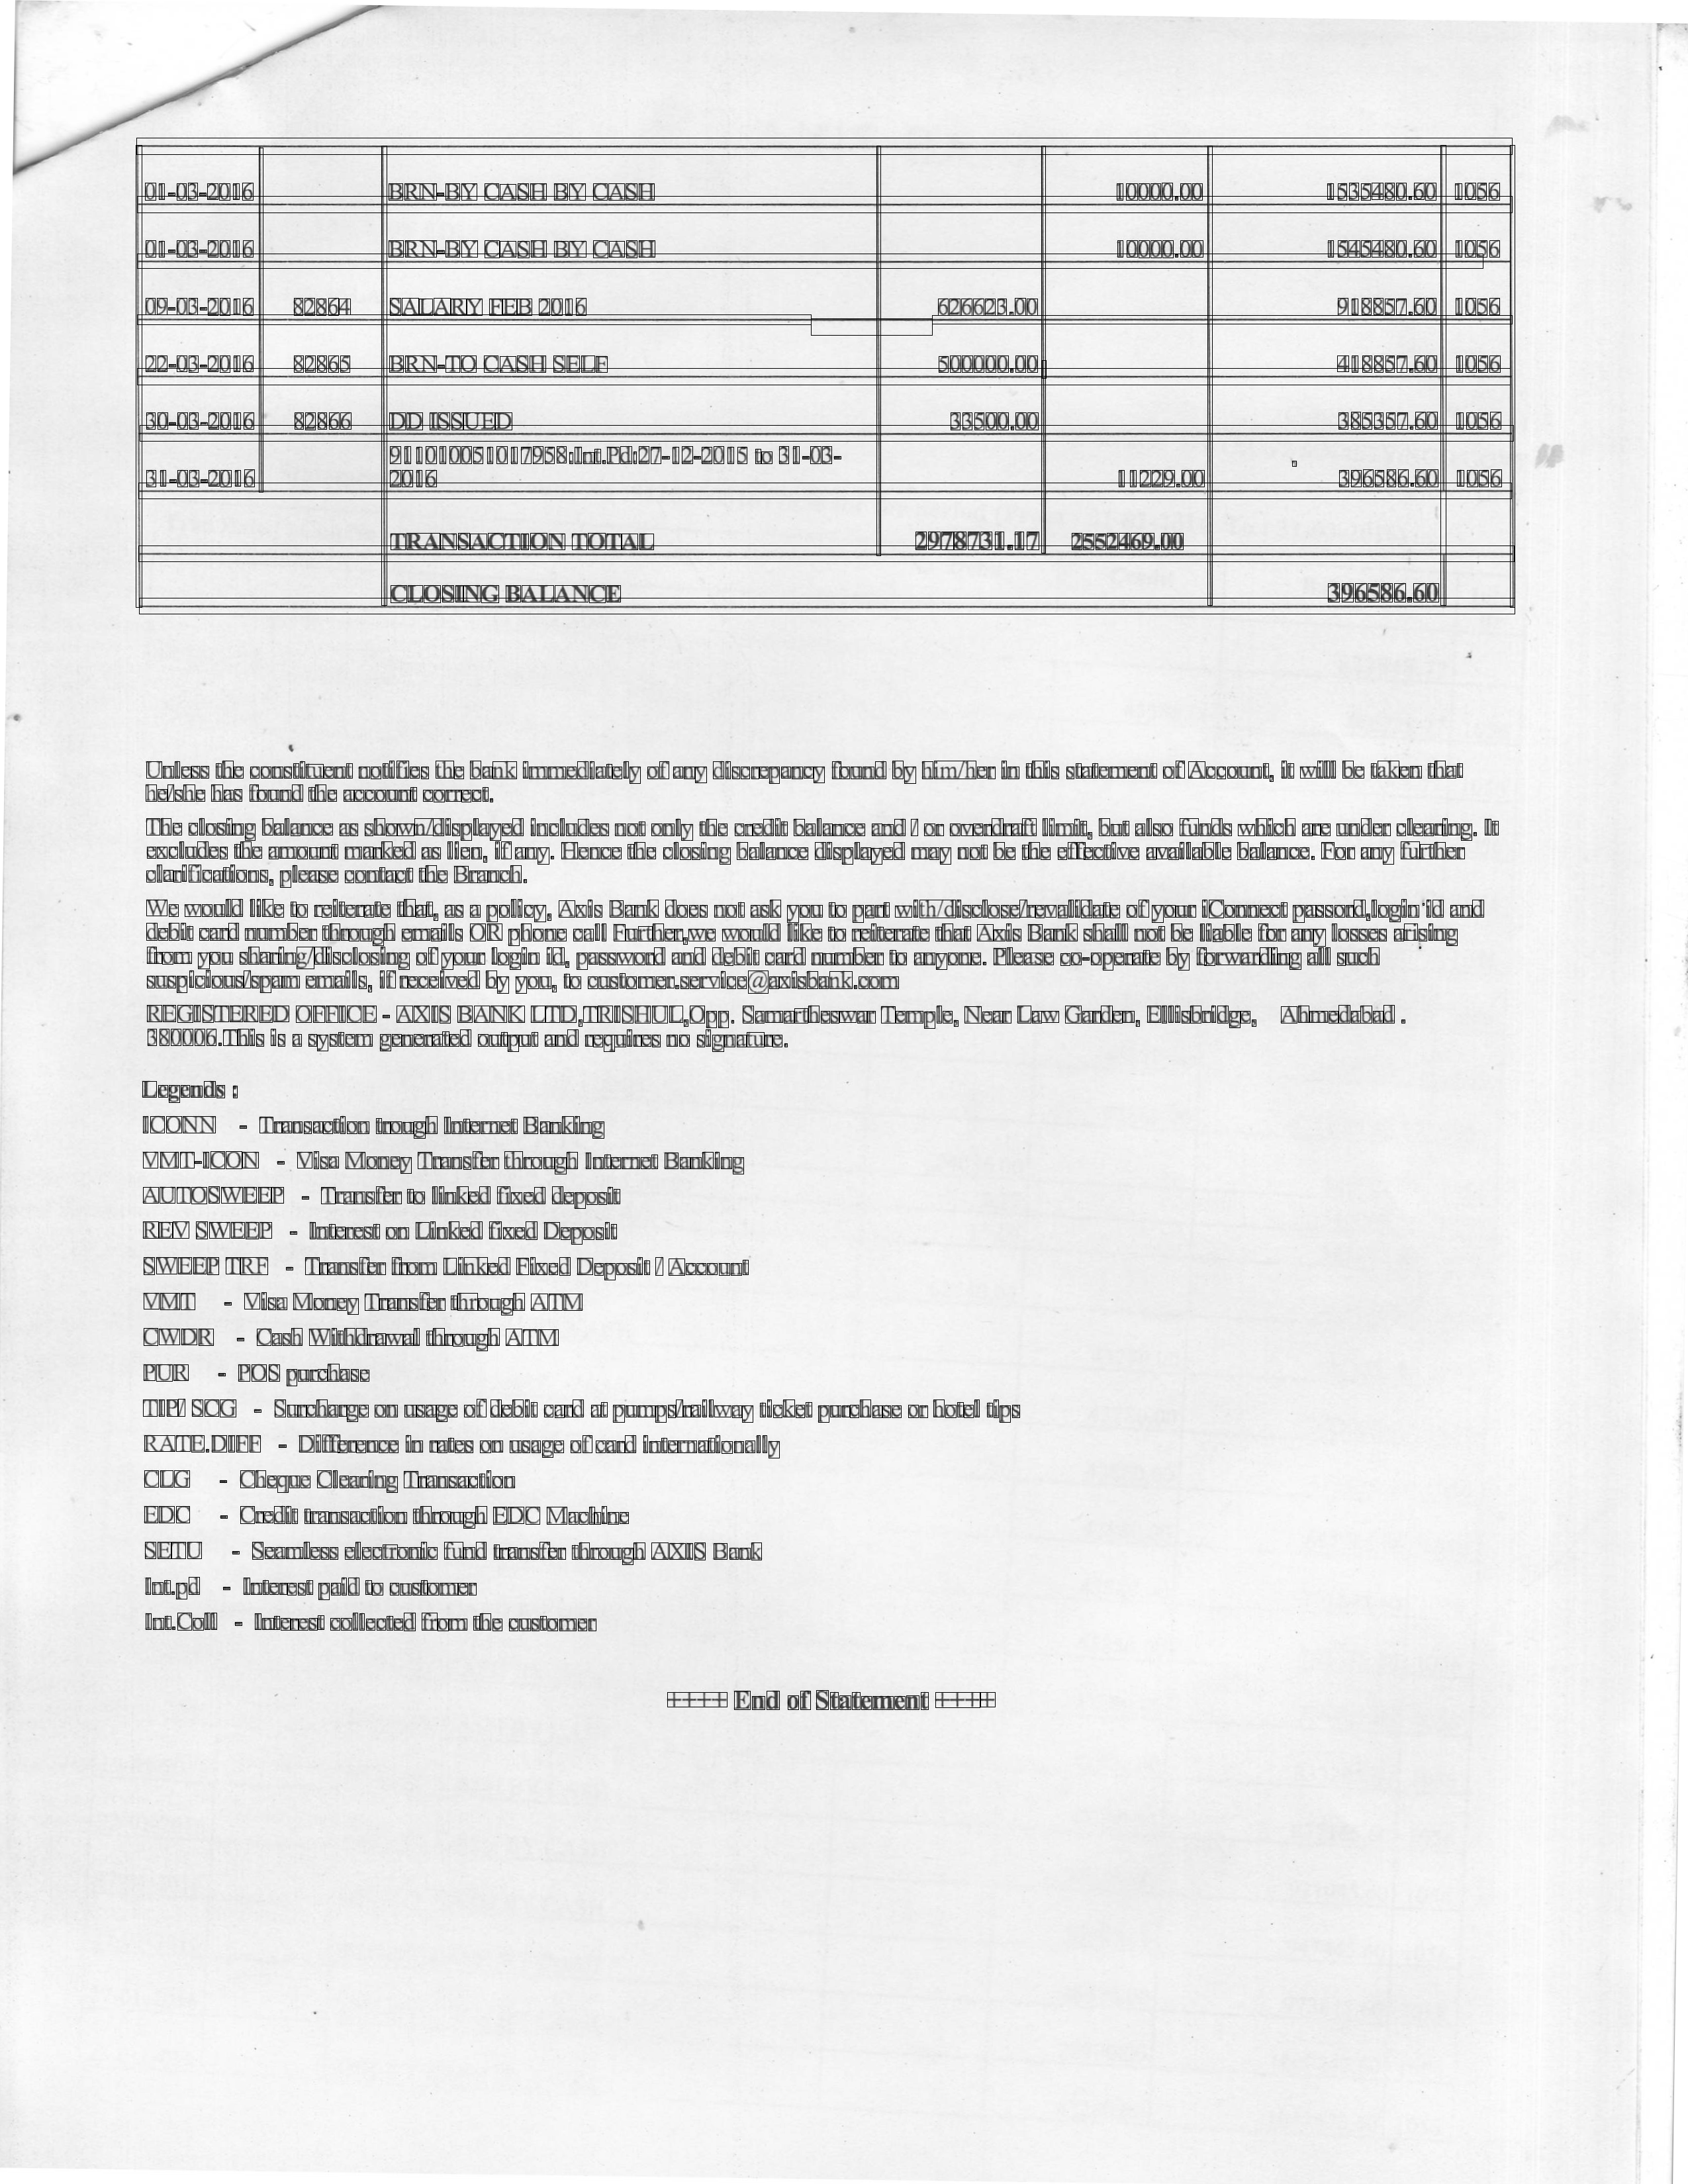 01-03-2016 BRN-BY CASH BY CASH 10000.00 1535480.60 1056
01-03-2016 BRN-BY CASH BY CASH 10000.00 1545480.60 1056
09-03-2016 82864 SALARY FEB 2016 626623.00 918857.60 1056
22-03-2016 82865 BRN-TO CASH SELF 500000.00 418857.60 1056
30-03-2016 82866 DD ISSUED 33500.00 385357.60 1056
911010051017958:Int.Pd:27-12-2015 to 31-03-
31-03-2016 2016 11229.00 396586.60 1056
TRANSACTION TOTAL 2978731.17 2552469.00
CLOSING BALANCE 396586.60
Unless the constituent notifies the bank immediately of any discrepancy found by him/her in this statement of Account, it will be taken that
he/she has found the account correct.
The closing balance as shown/displayed includes not only the credit balance and / or overdraft limit, but also funds which are under clearing. It
excludes the amount marked as lien, if any. Hence the closing balance displayed may not be the effective available balance. For any further
clarifications, please contact the Branch.
We would like to reiterate that, as a policy, Axis Bank does not ask you to part with/disclose/revalidate of your iConnect passord,login id and
debit card number through emails OR phone call Further,we would like to reiterate that Axis Bank shall not be liable for any losses arising
from you sharing/disclosing of your login id, password and debit card number to anyone. Please co-operate by forwarding all such
suspicious/spam emails, if received by you, to customer.service@axisbank.com
REGISTERED OFFICE - AXIS BANK LTD,TRISHUL,Opp. Samartheswar Temple, Near Law Garden, Ellisbridge, Ahmedabad .
380006.This is a system generated output and requires no signature.
Legends :
ICONN - Transaction trough Internet Banking
VMT-ICON - Visa Money Transfer through Internet Banking
AUTOSWEEP - Transfer to linked fixed deposit
REV SWEEP - Interest on Linked fixed Deposit
SWEEP TRF - Transfer from Linked Fixed Deposit / Account
VMT - Visa Money Transfer through ATM
CWDR - Cash Withdrawal through ATM
PUR - POS purchase
TIP/ SCG - Surcharge on usage of debit card at pumps/railway ticket purchase or hotel tips
RATE.DIFF - Difference in rates on usage of card internationally
CLG - Cheque Clearing Transaction
EDC - Credit transaction through EDC Machine
SETU - Seamless electronic fund transfer through AXIS Bank
Int.pd - Interest paid to customer
Int.Coll - Interest collected from the customer
++++ End of Statement ++++